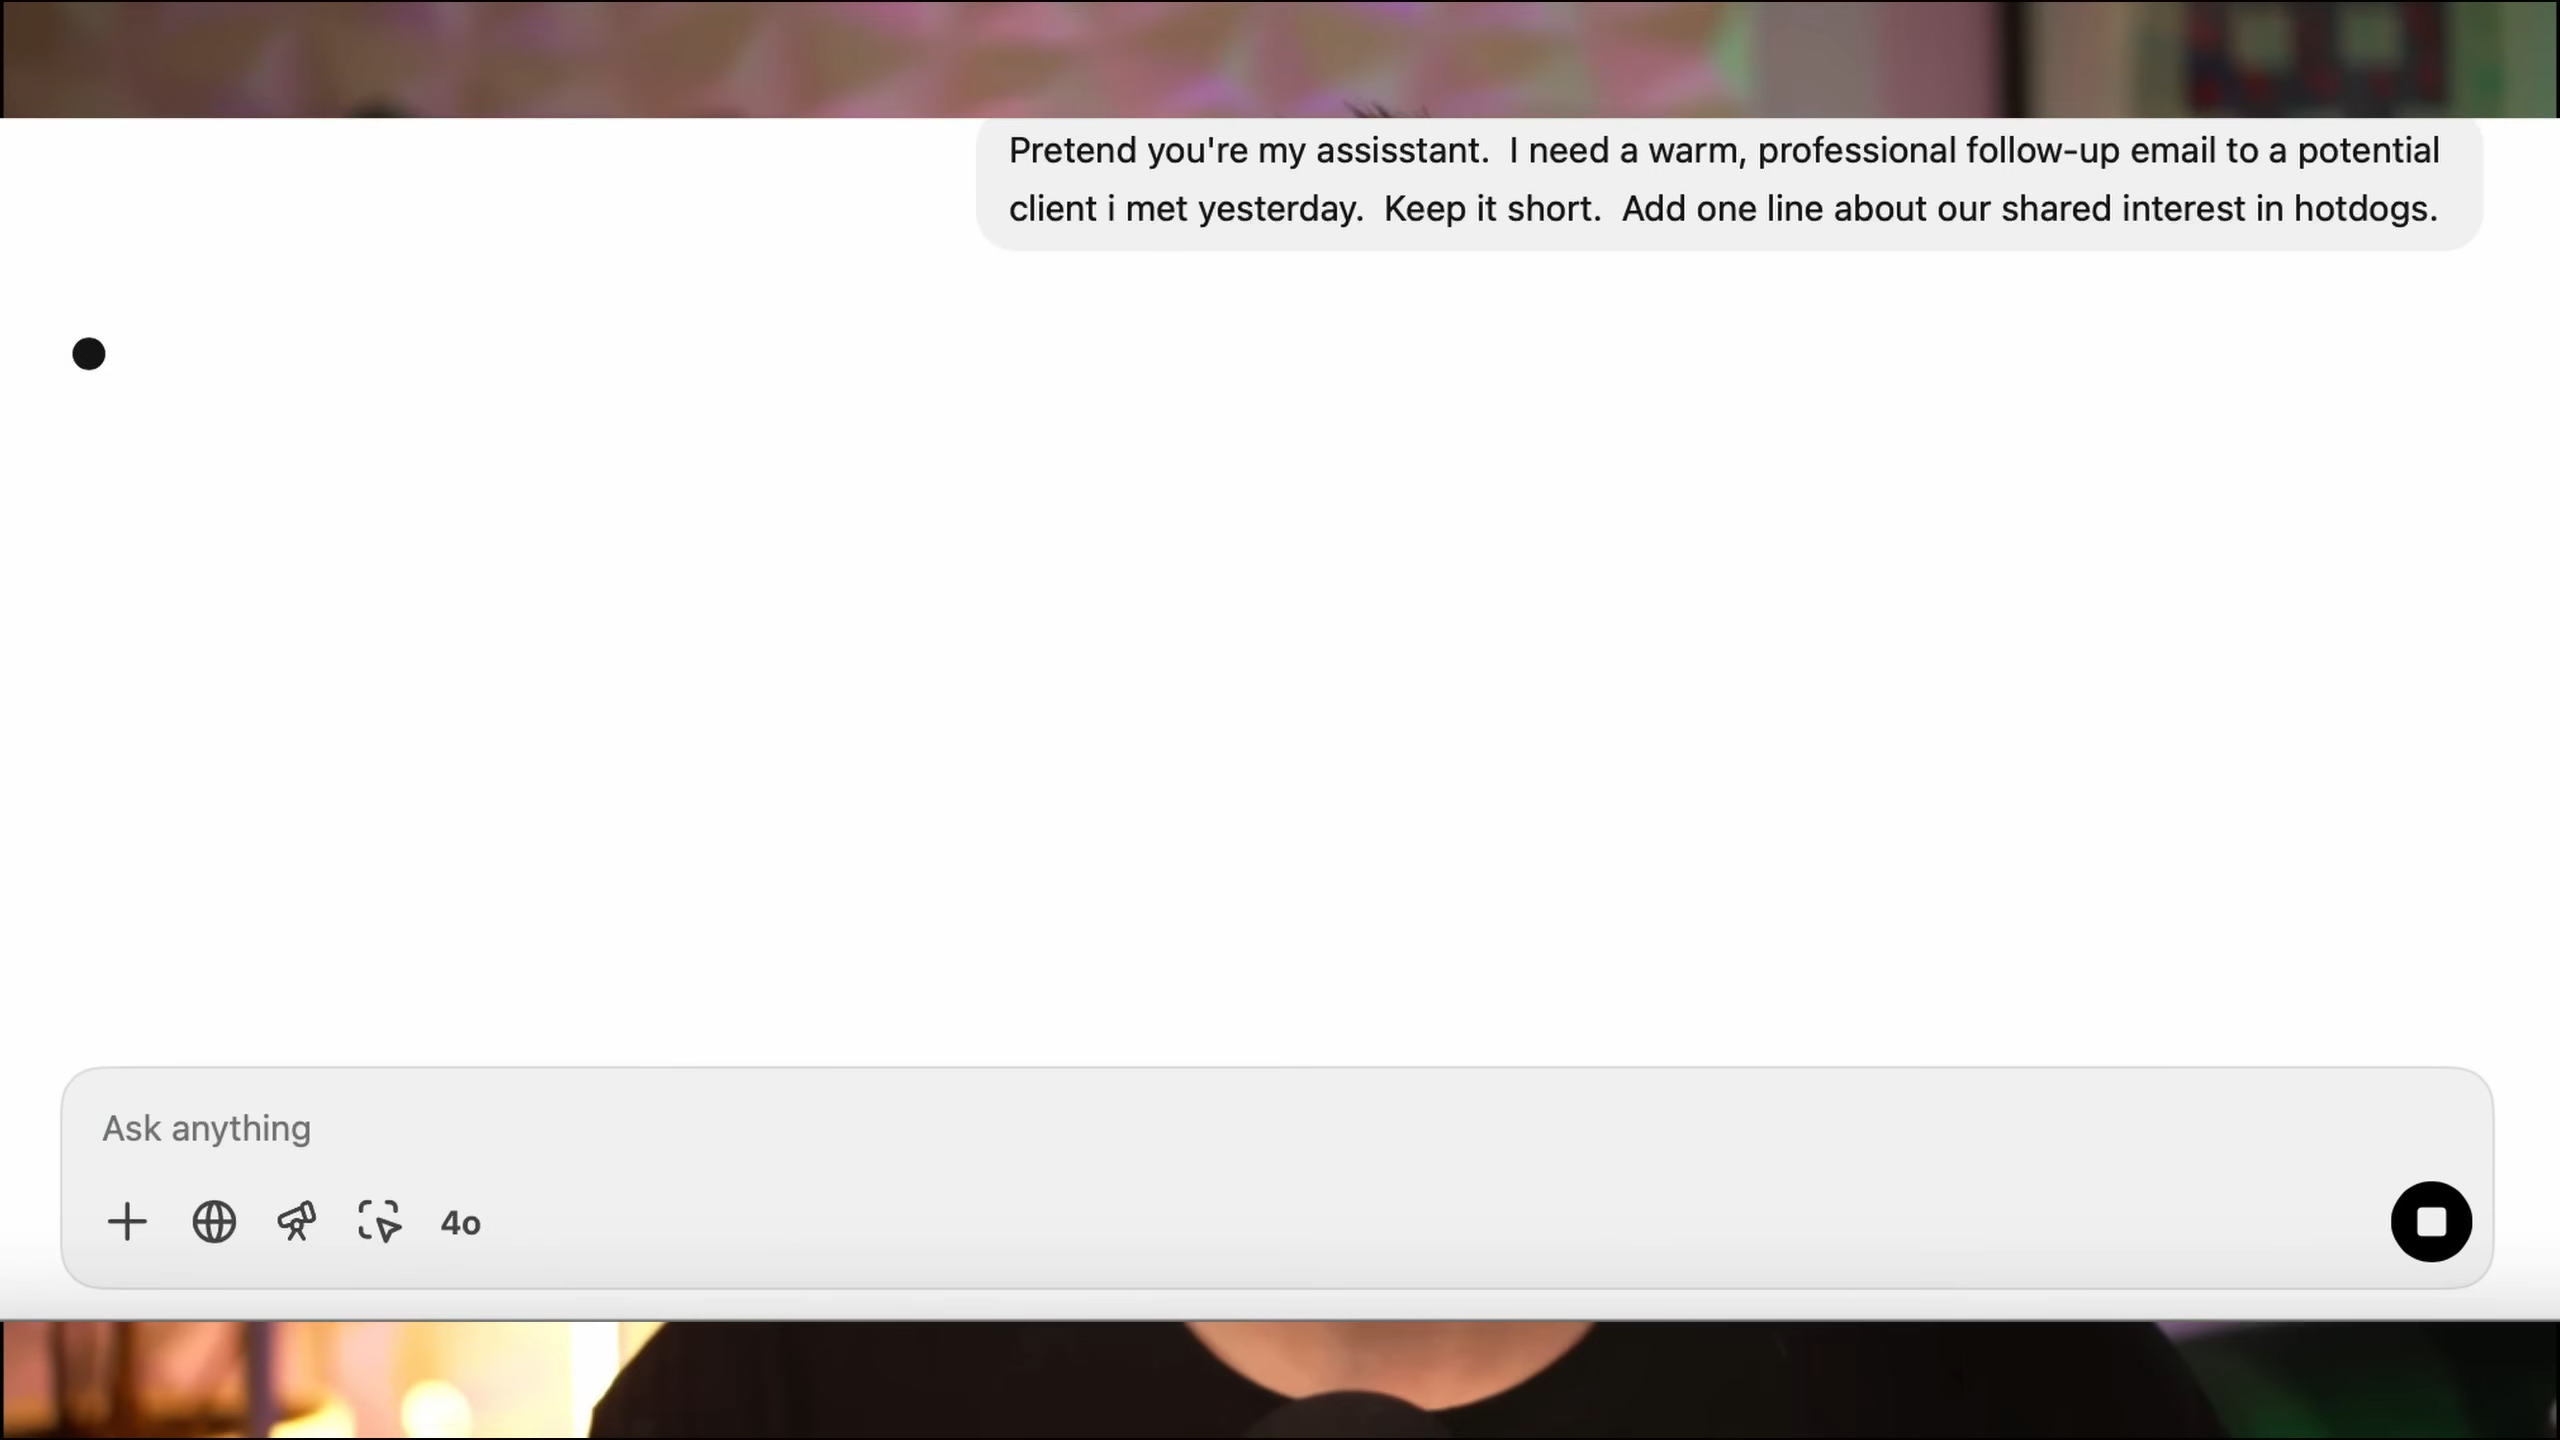 Pretend you're my assisstant.  I need a warm, professional follow-up email to a potential
client i met yesterday.  Keep it short.  Add one line about our shared interest in hotdogs.
Ask anything
4o